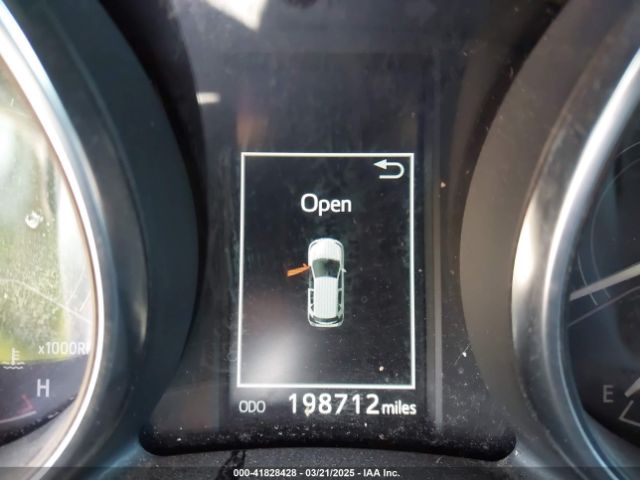 Open
x1000R
H
E
ODO 198712 miles
000-41828428 - 03/21/2025 - IAA Inc.